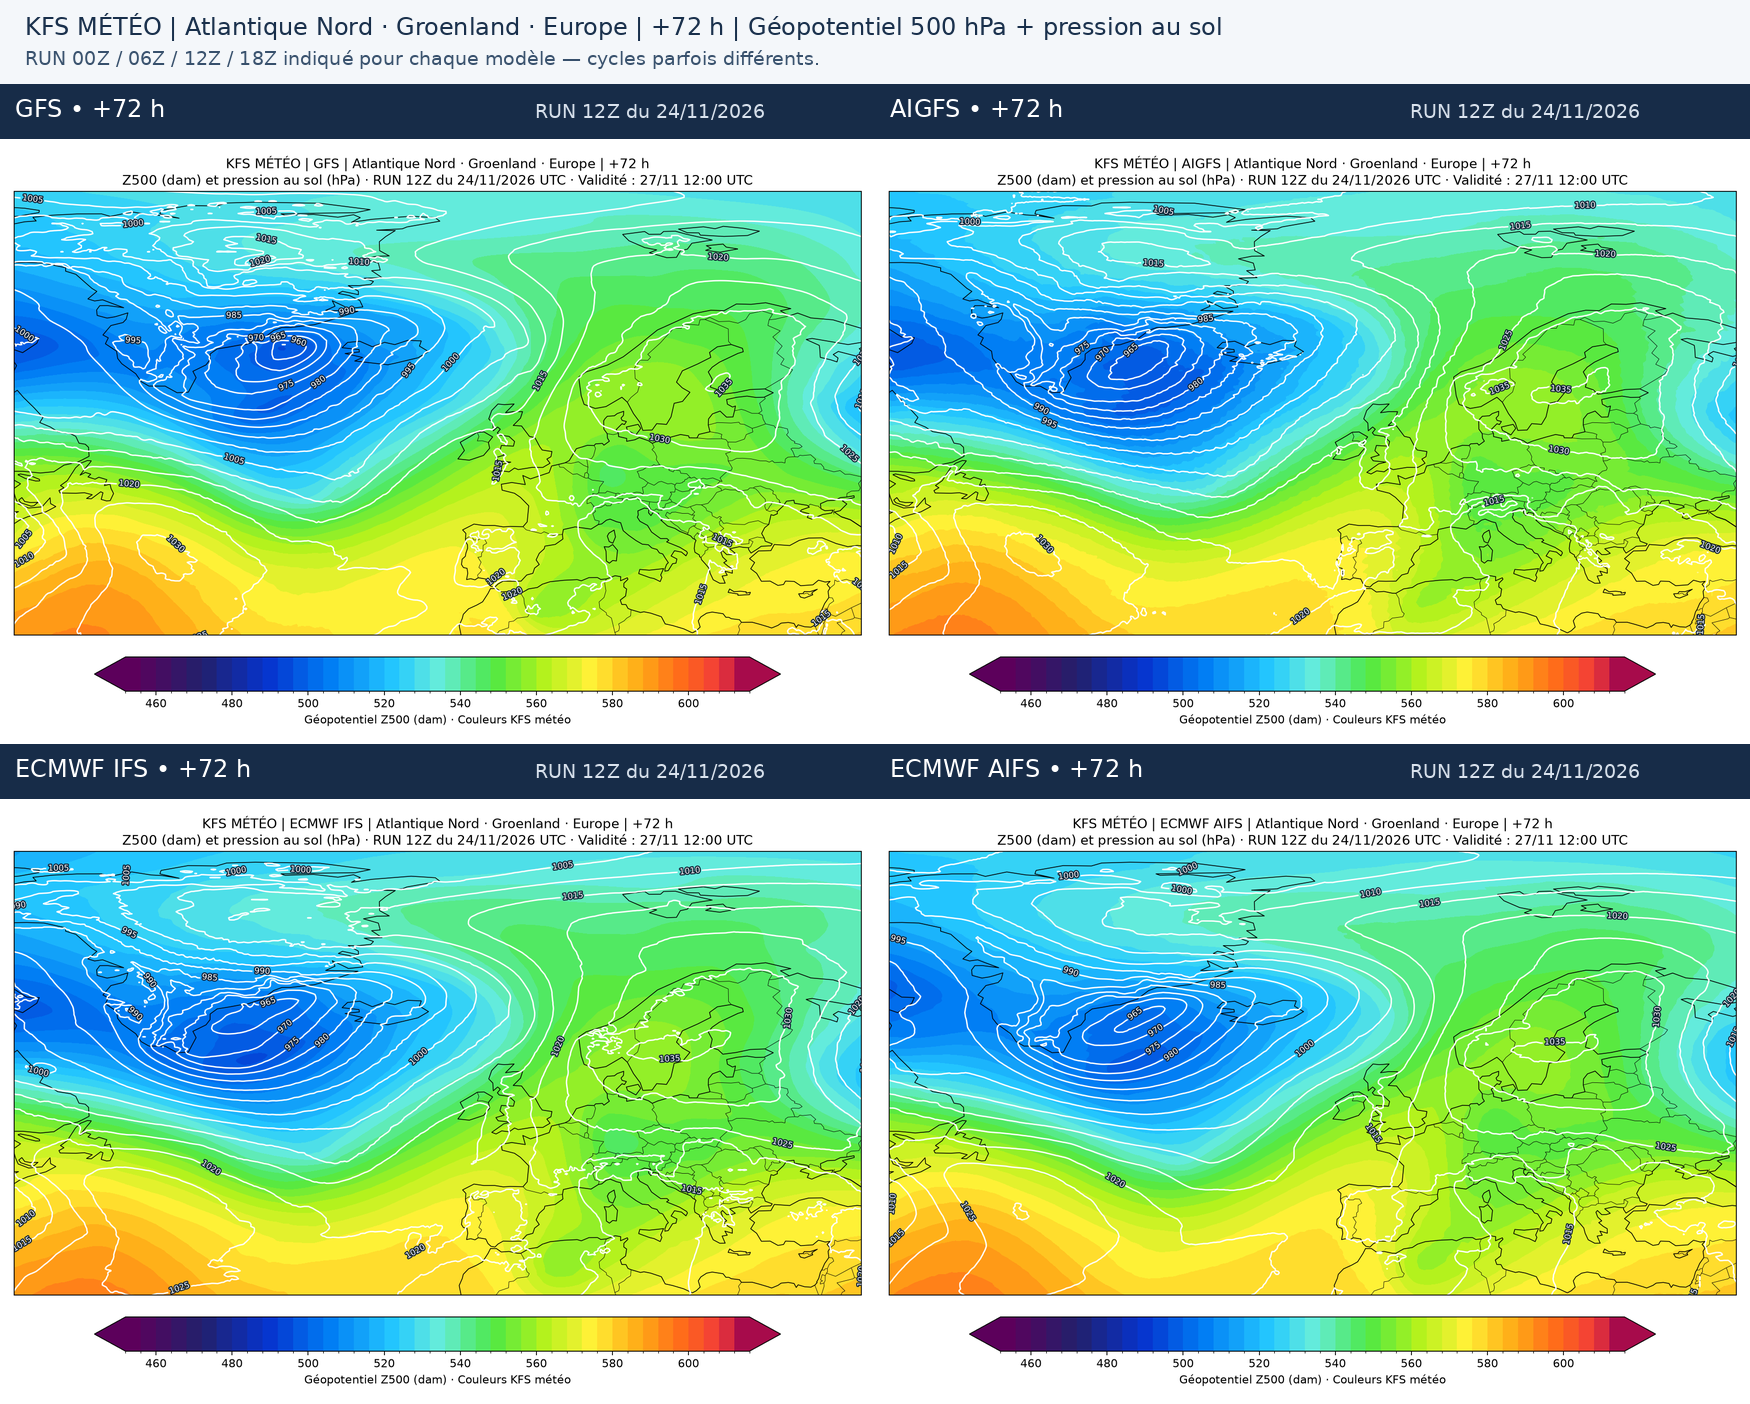 KFS MÉTÉO | Atlantique Nord · Groenland · Europe | +72 h | Géopotentiel 500 hPa + pression au sol
RUN 00Z / 06Z / 12Z / 18Z indiqué pour chaque modèle — cycles parfois différents.
GFS • +72 h
RUN 12Z du 24/11/2026
AIGFS • +72 h
RUN 12Z du 24/11/2026
KFS MÉTÉO | GFS | Atlantique Nord · Groenland · Europe | +72 h
Z500 (dam) et pression au sol (hPa) · RUN 12Z du 24/11/2026 UTC · Validité : 27/11 12:00 UTC
KFS MÉTÉO | AIGFS | Atlantique Nord · Groenland · Europe | +72 h
Z500 (dam) et pression au sol (hPa) · RUN 12Z du 24/11/2026 UTC · Validité : 27/11 12:00 UTC
460 480 500 520 540 560 580 600
Géopotentiel Z500 (dam) · Couleurs KFS météo
460 480 500 520 540 560 580 600
Géopotentiel Z500 (dam) · Couleurs KFS météo
ECMWF IFS • +72 h
RUN 12Z du 24/11/2026
ECMWF AIFS • +72 h
RUN 12Z du 24/11/2026
KFS MÉTÉO | ECMWF IFS | Atlantique Nord · Groenland · Europe | +72 h
Z500 (dam) et pression au sol (hPa) · RUN 12Z du 24/11/2026 UTC · Validité : 27/11 12:00 UTC
KFS MÉTÉO | ECMWF AIFS | Atlantique Nord · Groenland · Europe | +72 h
Z500 (dam) et pression au sol (hPa) · RUN 12Z du 24/11/2026 UTC · Validité : 27/11 12:00 UTC
460 480 500 520 540 560 580 600
Géopotentiel Z500 (dam) · Couleurs KFS météo
460 480 500 520 540 560 580 600
Géopotentiel Z500 (dam) · Couleurs KFS météo